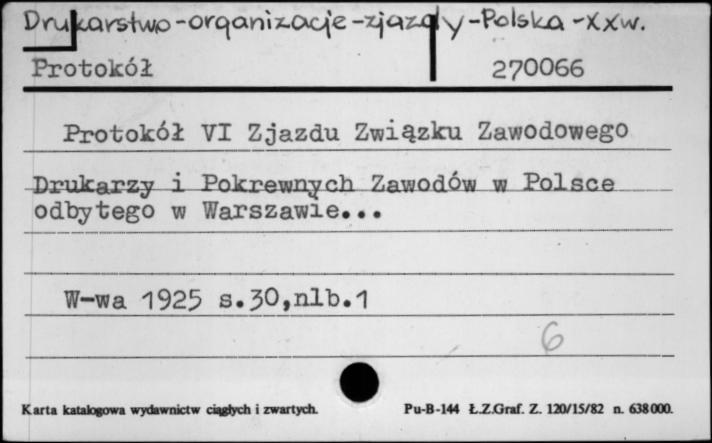 Drukarstwo-organizacje-zjazdy-Polska-XXw.
Protokół 270066
Protokół VI Zjazdu Związku Zawodowego
Drukarzy i Pokrewnych Zawodów w Polsce
odbytego w Warszawie...
W-wa 1925 s.30,nlb.1
6
Karta katalogowa wydawnictw ciągłych i zwartych. Pu-B-144 Ł.Z.Graf. Z. 120/15/82 n. 638000.